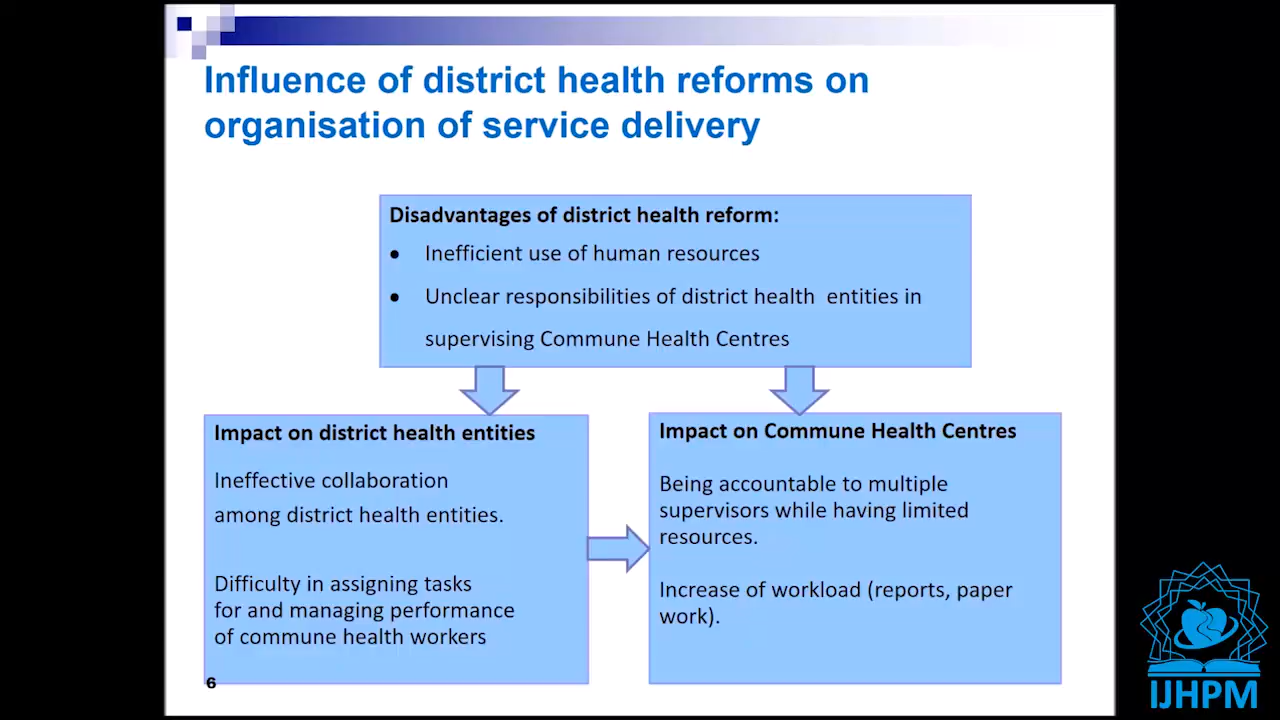 Influence of district health reforms on
organisation of service delivery
Disadvantages of district health reform:
• Inefficient use of human resources
• Unclear responsibilities of district health entities in
supervising Commune Health Centres
Impact on district health entities
Ineffective collaboration
among district health entities.
Difficulty in assigning tasks
for and managing performance
of commune health workers
Impact on Commune Health Centres
Being accountable to multiple
supervisors while having limited
resources.
Increase of workload (reports, paper
work).
6
IJHPM